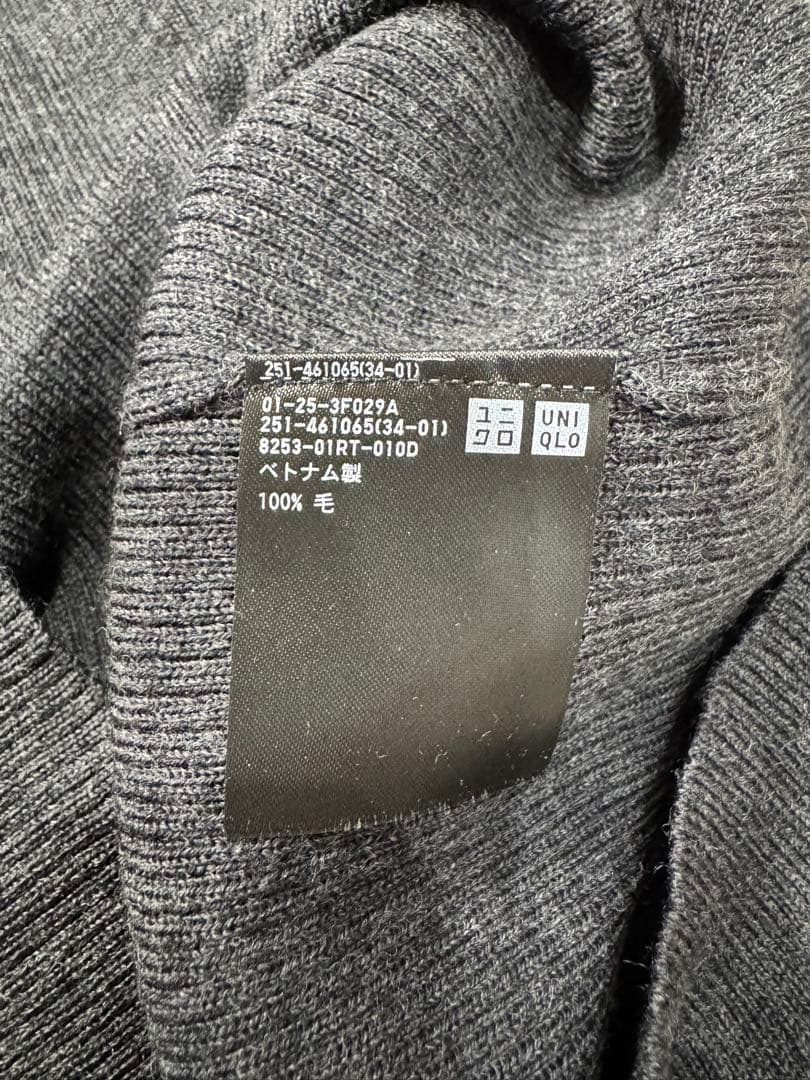 251-461065(34-01)
01-25-3F029A
251-461065(34-01)
8253-01RT-010D
ベトナム製
100% 毛
ユニ
クロ
UNI
QLO